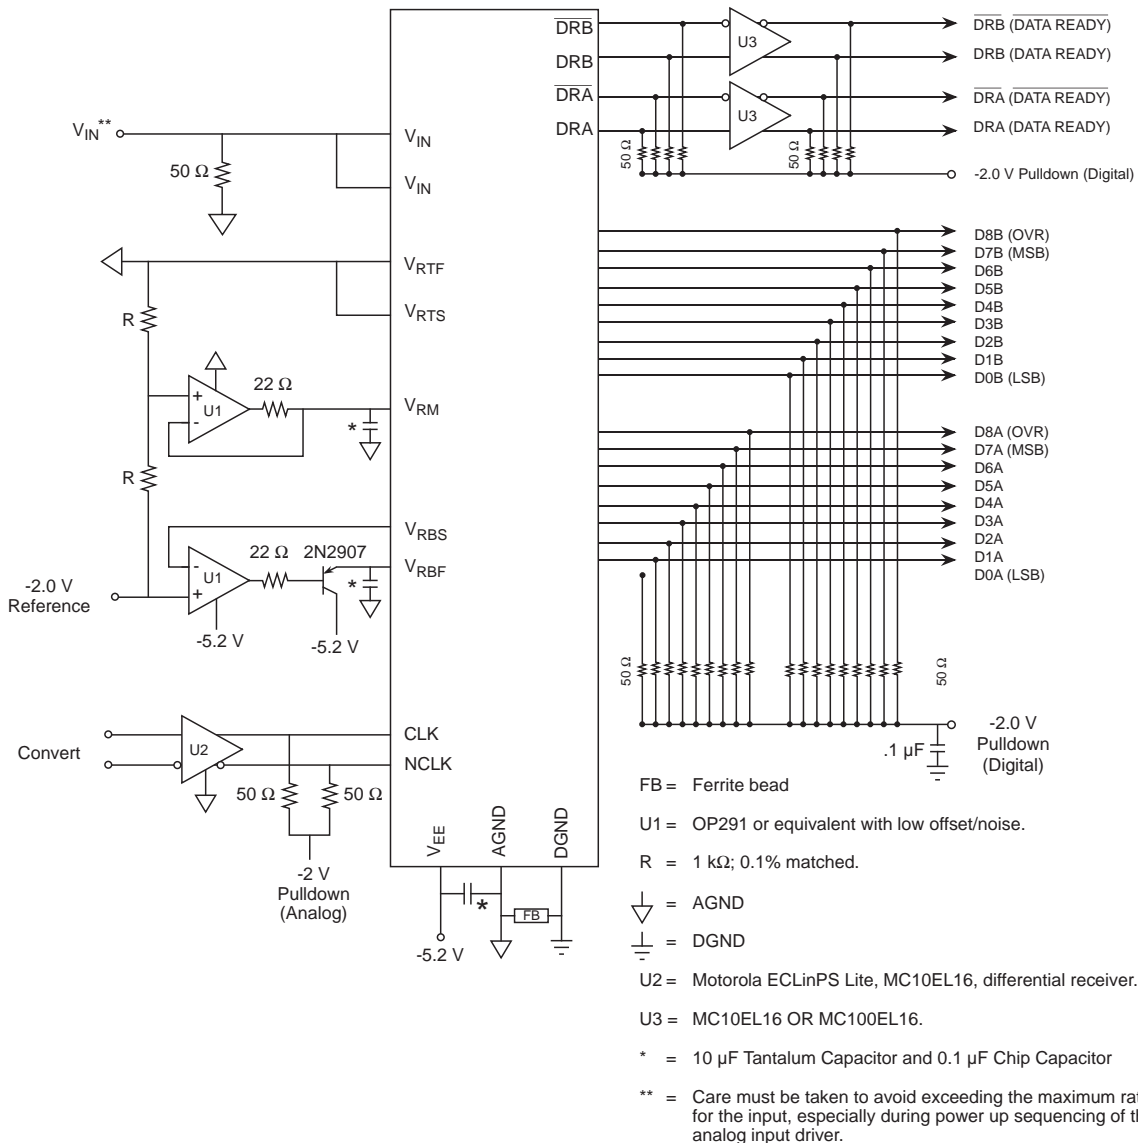 DRB
DRB
DRA
DRA
U3
U3
DRB (DATA READY)
DRB (DATA READY)
DRA (DATA READY)
DRA (DATA READY)
50 Ω
50 Ω
-2.0 V Pulldown (Digital)
VIN**
50 Ω
VIN
VIN
VRTF
VRTS
R
22 Ω
+
-
U1
*
VRM
R
VRBS
22 Ω
2N2907
VRBF
-
+
U1
*
-2.0 V
Reference
-5.2 V
-5.2 V
D8B (OVR)
D7B (MSB)
D6B
D5B
D4B
D3B
D2B
D1B
D0B (LSB)
D8A (OVR)
D7A (MSB)
D6A
D5A
D4A
D3A
D2A
D1A
D0A (LSB)
50 Ω
50 Ω
-2.0 V
Pulldown
(Digital)
.1 µF
Convert
U2
CLK
NCLK
50 Ω
50 Ω
-2 V
Pulldown
(Analog)
VEE
AGND
DGND
*
FB
-5.2 V
FB = Ferrite bead
U1 = OP291 or equivalent with low offset/noise.
R = 1 kΩ; 0.1% matched.
= AGND
= DGND
U2 = Motorola ECLinPS Lite, MC10EL16, differential receiver.
U3 = MC10EL16 OR MC100EL16.
* = 10 µF Tantalum Capacitor and 0.1 µF Chip Capacitor
** = Care must be taken to avoid exceeding the maximum
for the input, especially during power up sequencing of
analog input driver.